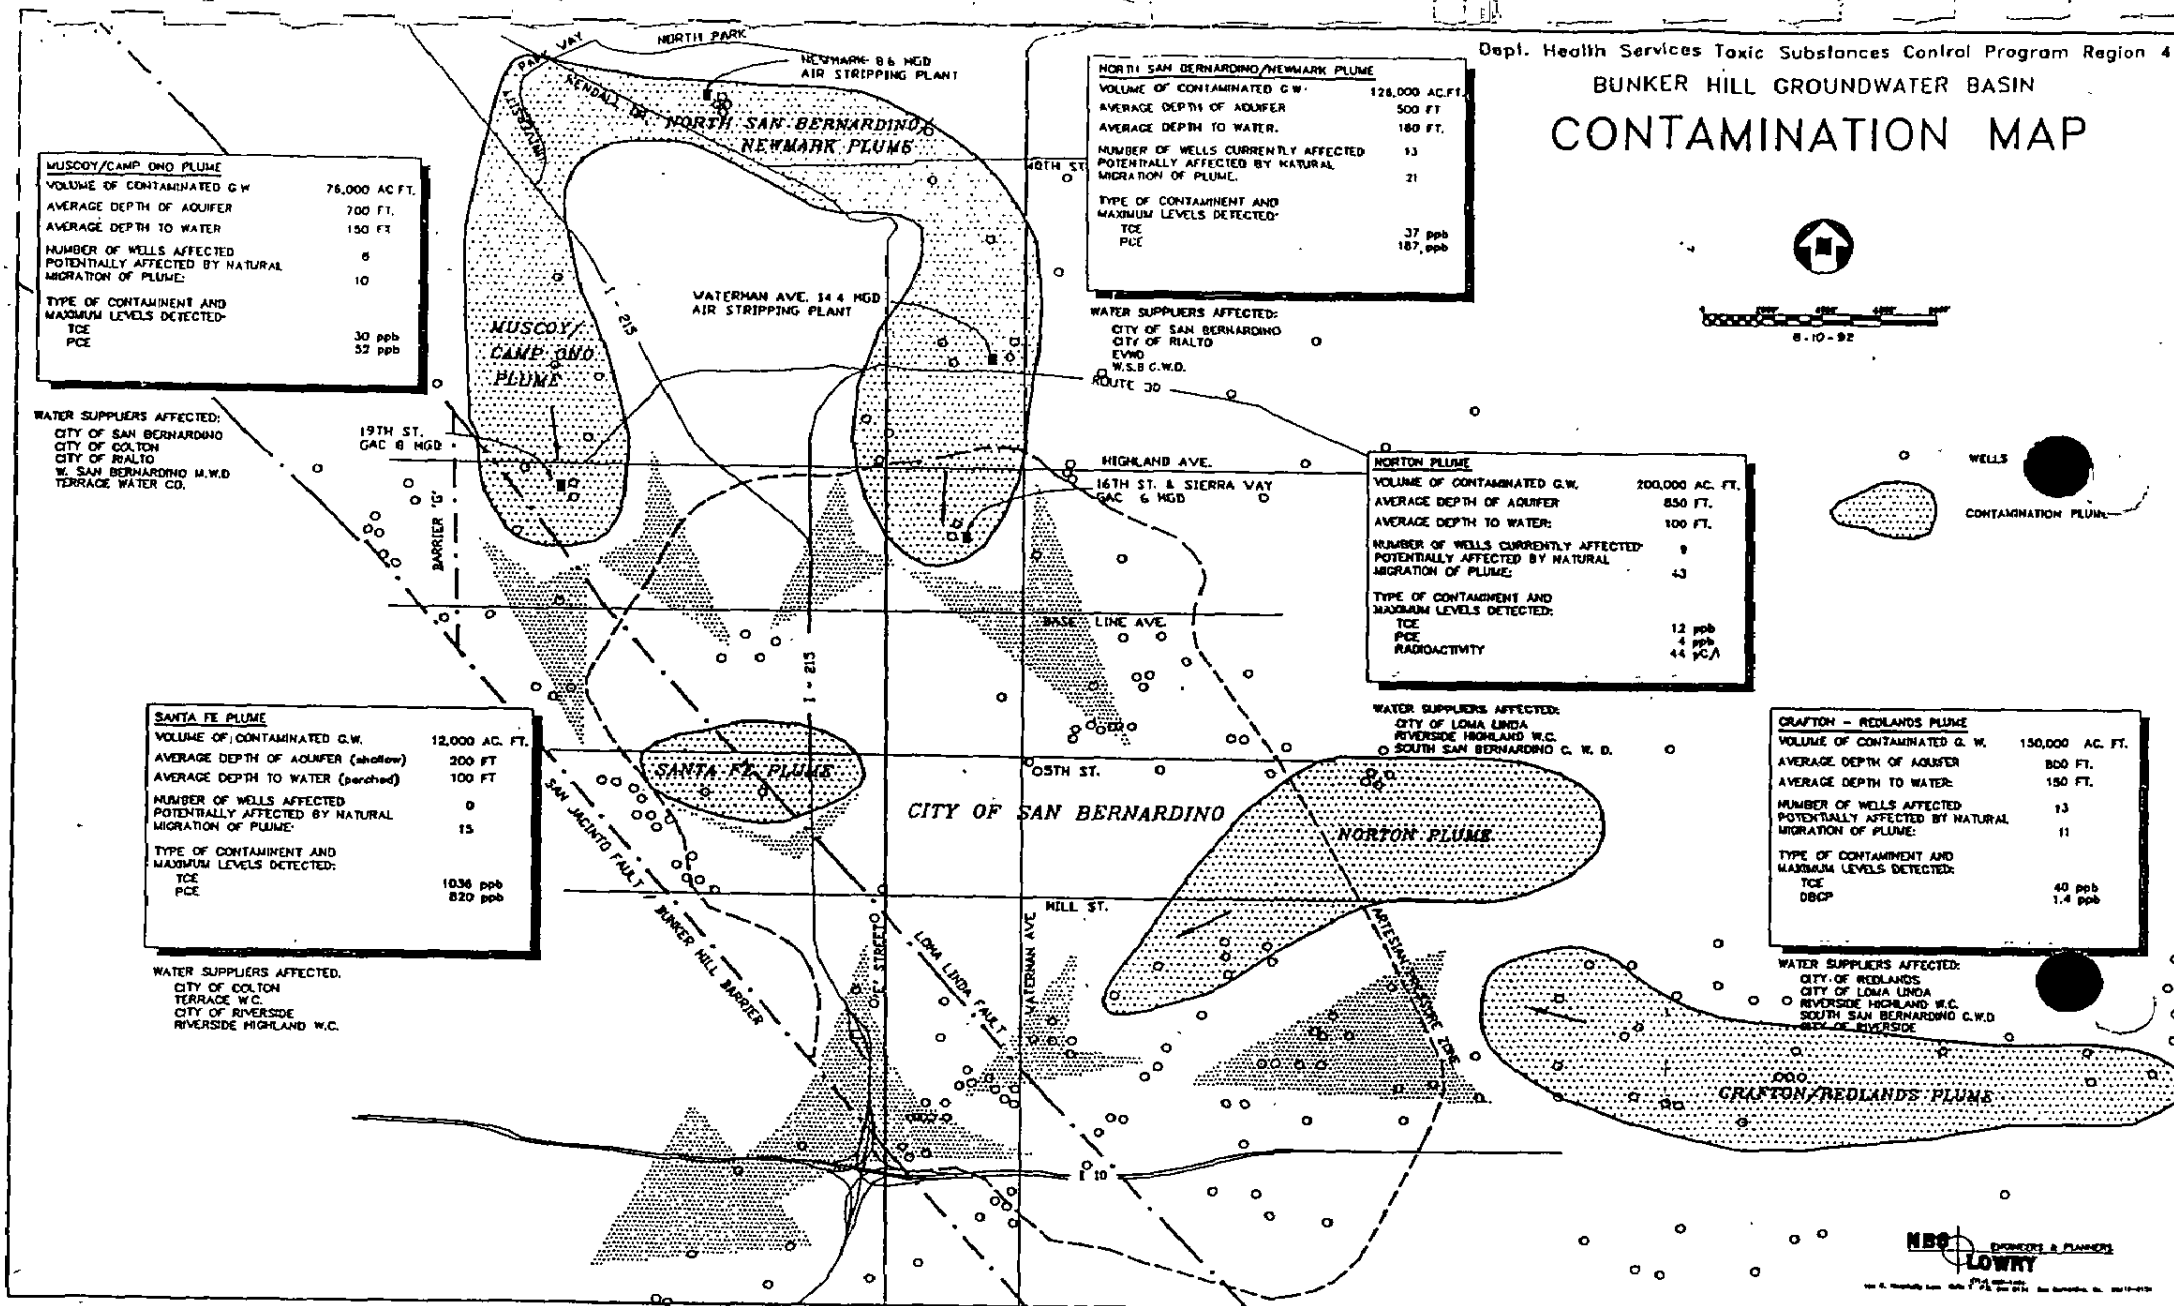 Dept. Health Services Toxic Substances Control Program Region 4
BUNKER HILL GROUNDWATER BASIN
CONTAMINATION MAP
8-10-92
WELLS
CONTAMINATION PLUME
NORTH PARK
PARK WAY
UNIVERSITY
KENDALL DR.
NEWMARK 8.6 MGD
AIR STRIPPING PLANT
NORTH SAN BERNARDINO/
NEWMARK PLUME
40TH ST.
I - 215
WATERMAN AVE. 14.4 MGD
AIR STRIPPING PLANT
MUSCOY/
CAMP ONO
PLUME
ROUTE 30
19TH ST.
GAC 8 MGD
HIGHLAND AVE.
16TH ST. & SIERRA WAY
GAC 6 MGD
BARRIER 'G'
BASE LINE AVE.
I - 215
SANTA FE PLUME
5TH ST.
CITY OF SAN BERNARDINO
NORTON PLUME
SAN JACINTO FAULT / BUNKER HILL BARRIER
MILL ST.
'E' STREET
LOMA LINDA FAULT
WATERMAN AVE
ARTESIAN PRESSURE ZONE
CRAFTON/REDLANDS PLUME
I 10
MUSCOY/CAMP ONO PLUME
VOLUME OF CONTAMINATED G W 76,000 AC FT.
AVERAGE DEPTH OF AQUIFER 700 FT.
AVERAGE DEPTH TO WATER 150 FT
NUMBER OF WELLS AFFECTED 6
POTENTIALLY AFFECTED BY NATURAL
MIGRATION OF PLUME: 10
TYPE OF CONTAMINENT AND
MAXIMUM LEVELS DETECTED:
TCE 30 ppb
PCE 52 ppb
WATER SUPPLIERS AFFECTED:
CITY OF SAN BERNARDINO
CITY OF COLTON
CITY OF RIALTO
W. SAN BERNARDINO M.W.D
TERRACE WATER CO.
NORTH SAN BERNARDINO/NEWMARK PLUME
VOLUME OF CONTAMINATED G W. 126,000 AC.FT.
AVERAGE DEPTH OF AQUIFER 500 FT
AVERAGE DEPTH TO WATER. 160 FT.
NUMBER OF WELLS CURRENTLY AFFECTED 13
POTENTIALLY AFFECTED BY NATURAL
MIGRATION OF PLUME. 21
TYPE OF CONTAMINENT AND
MAXIMUM LEVELS DETECTED:
TCE 37 ppb
PCE 187 ppb
WATER SUPPLIERS AFFECTED:
CITY OF SAN BERNARDINO
CITY OF RIALTO
EVWD
W.S.B C.W.D.
NORTON PLUME
VOLUME OF CONTAMINATED G.W. 200,000 AC. FT.
AVERAGE DEPTH OF AQUIFER 850 FT.
AVERAGE DEPTH TO WATER: 100 FT.
NUMBER OF WELLS CURRENTLY AFFECTED 9
POTENTIALLY AFFECTED BY NATURAL
MIGRATION OF PLUME: 43
TYPE OF CONTAMINENT AND
MAXIMUM LEVELS DETECTED:
TCE 12 ppb
PCE 4 ppb
RADIOACTIVITY 44 pC/l
WATER SUPPLIERS AFFECTED:
CITY OF LOMA LINDA
RIVERSIDE HIGHLAND W.C.
SOUTH SAN BERNARDINO C. W. D.
SANTA FE PLUME
VOLUME OF CONTAMINATED G.W. 12,000 AC. FT.
AVERAGE DEPTH OF AQUIFER (shallow) 200 FT
AVERAGE DEPTH TO WATER (perched) 100 FT
NUMBER OF WELLS AFFECTED 0
POTENTIALLY AFFECTED BY NATURAL
MIGRATION OF PLUME: 15
TYPE OF CONTAMINENT AND
MAXIMUM LEVELS DETECTED:
TCE 1036 ppb
PCE 820 ppb
WATER SUPPLIERS AFFECTED.
CITY OF COLTON
TERRACE W C.
CITY OF RIVERSIDE
RIVERSIDE HIGHLAND W.C.
CRAFTON - REDLANDS PLUME
VOLUME OF CONTAMINATED G. W. 150,000 AC. FT.
AVERAGE DEPTH OF AQUIFER 800 FT.
AVERAGE DEPTH TO WATER: 150 FT.
NUMBER OF WELLS AFFECTED 13
POTENTIALLY AFFECTED BY NATURAL
MIGRATION OF PLUME: 11
TYPE OF CONTAMINENT AND
MAXIMUM LEVELS DETECTED:
TCE 40 ppb
DBCP 1.4 ppb
WATER SUPPLIERS AFFECTED:
CITY OF REDLANDS
CITY OF LOMA LINDA
RIVERSIDE HIGHLAND W.C.
SOUTH SAN BERNARDINO C.W.D
CITY OF RIVERSIDE
NBS
LOWRY
ENGINEERS & PLANNERS